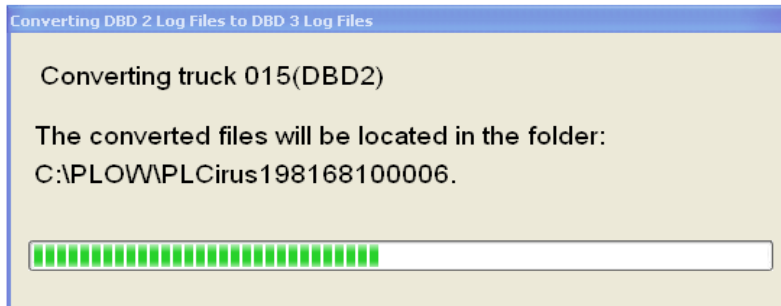 Converting DBD 2 Log Files to DBD 3 Log Files
Converting truck 015(DBD2)
The converted files will be located in the folder:
C:\PLOW\PLCirus198168100006.